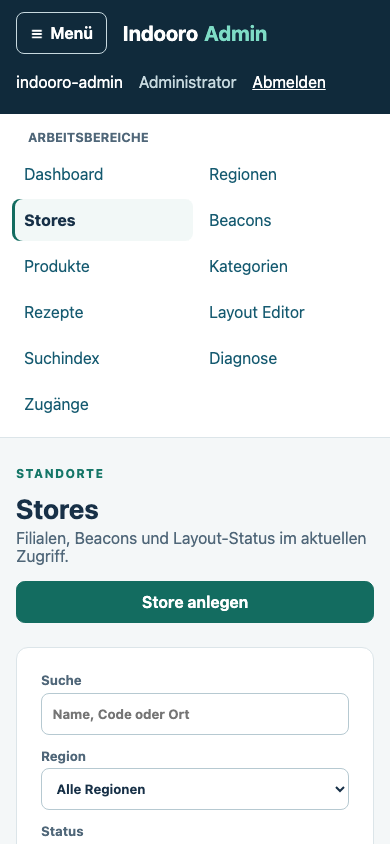 ≡ Menü
Indooro Admin
indooro-admin Administrator Abmelden
ARBEITSBEREICHE
Dashboard
Regionen
Stores
Beacons
Produkte
Kategorien
Rezepte
Layout Editor
Suchindex
Diagnose
Zugänge
STANDORTE
Stores
Filialen, Beacons und Layout-Status im aktuellen
Zugriff.
Store anlegen
Suche
Name, Code oder Ort
Region
Alle Regionen
Status